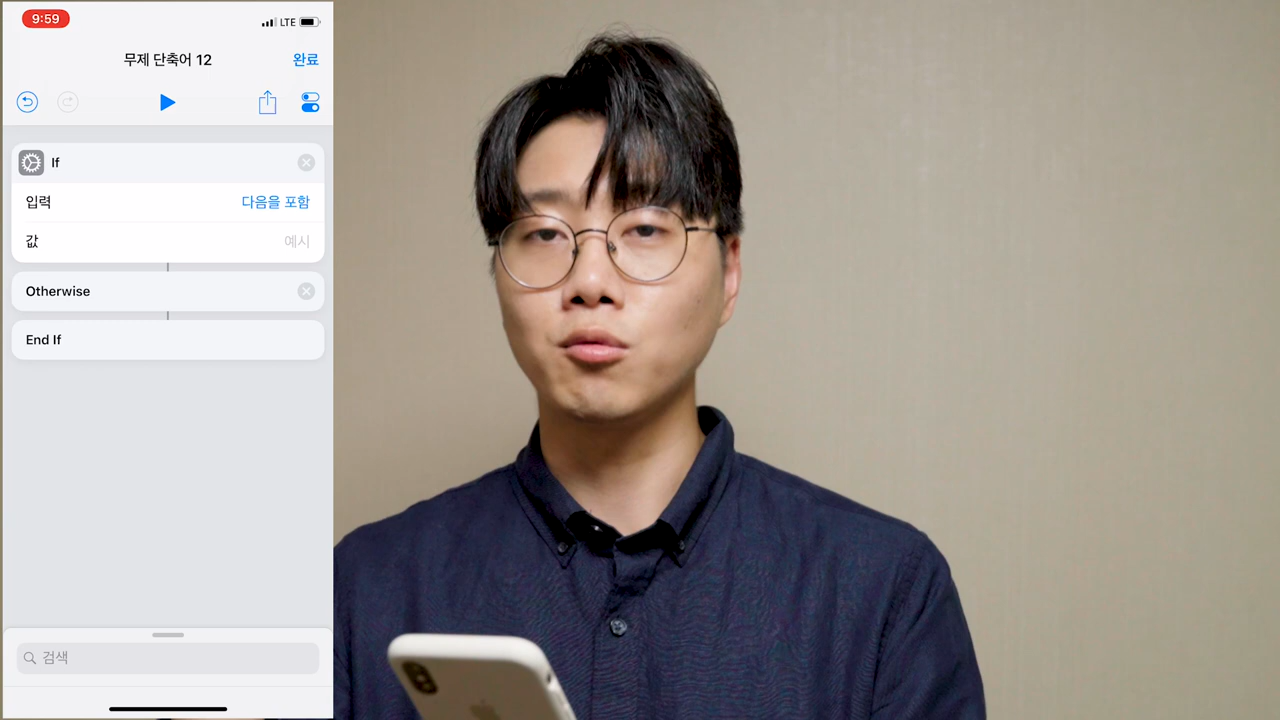 9:59
LTE
무제 단축어 12
완료
If
입력
다음을 포함
값
예시
Otherwise
End If
검색